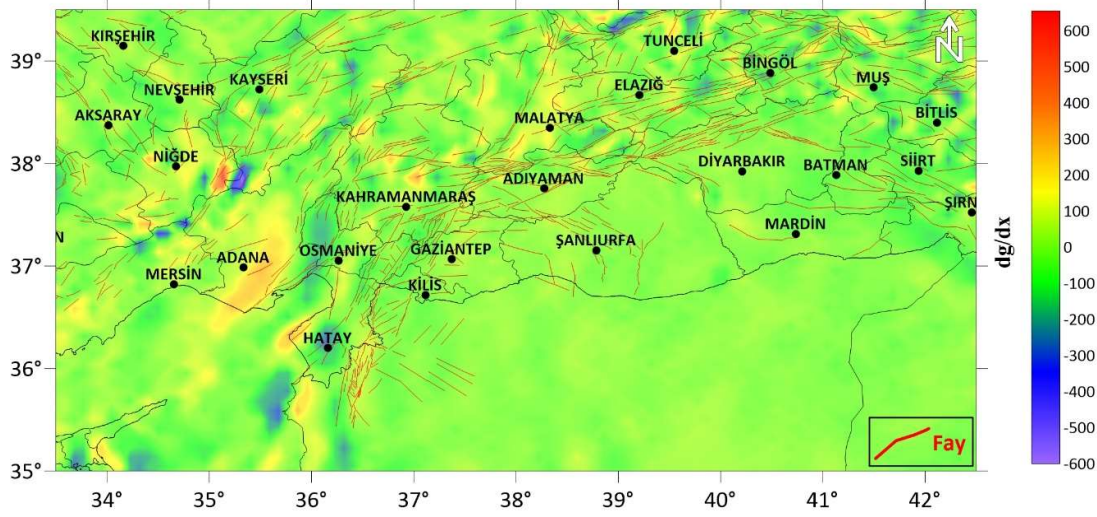 KIRŞEHİR
NEVŞEHİR
KAYSERİ
AKSARAY
NİĞDE
TUNCELİ
BİNGÖL
MUŞ
ELAZIĞ
BİTLİS
MALATYA
DİYARBAKIR
BATMAN
SİİRT
ADIYAMAN
KAHRAMANMARAŞ
ŞIRN
MARDİN
N
ADANA
OSMANİYE
GAZİANTEP
ŞANLIURFA
MERSİN
KİLİS
HATAY
N
Fay
39°
38°
37°
36°
35°
34° 35° 36° 37° 38° 39° 40° 41° 42°
dg/dx
600
500
400
300
200
100
0
-100
-200
-300
-400
-500
-600